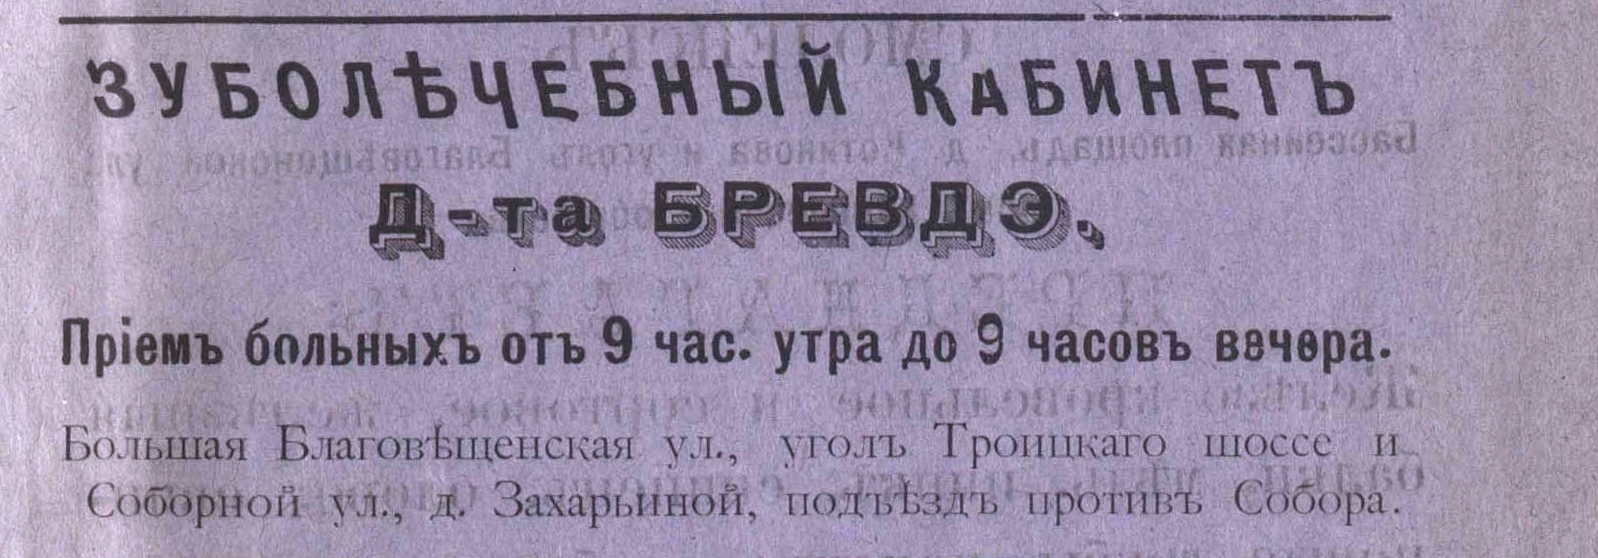 ЗУБОЛѢЧЕБНЫЙ КАБИНЕТЪ
Д-та БРЕВДЭ.
Пріемъ больныхъ отъ 9 час. утра до 9 часовъ вечера.
Большая Благовѣщенская ул., уголъ Троицкаго шоссе и
Соборной ул., д. Захарьиной, подъѣздъ противъ Собора.